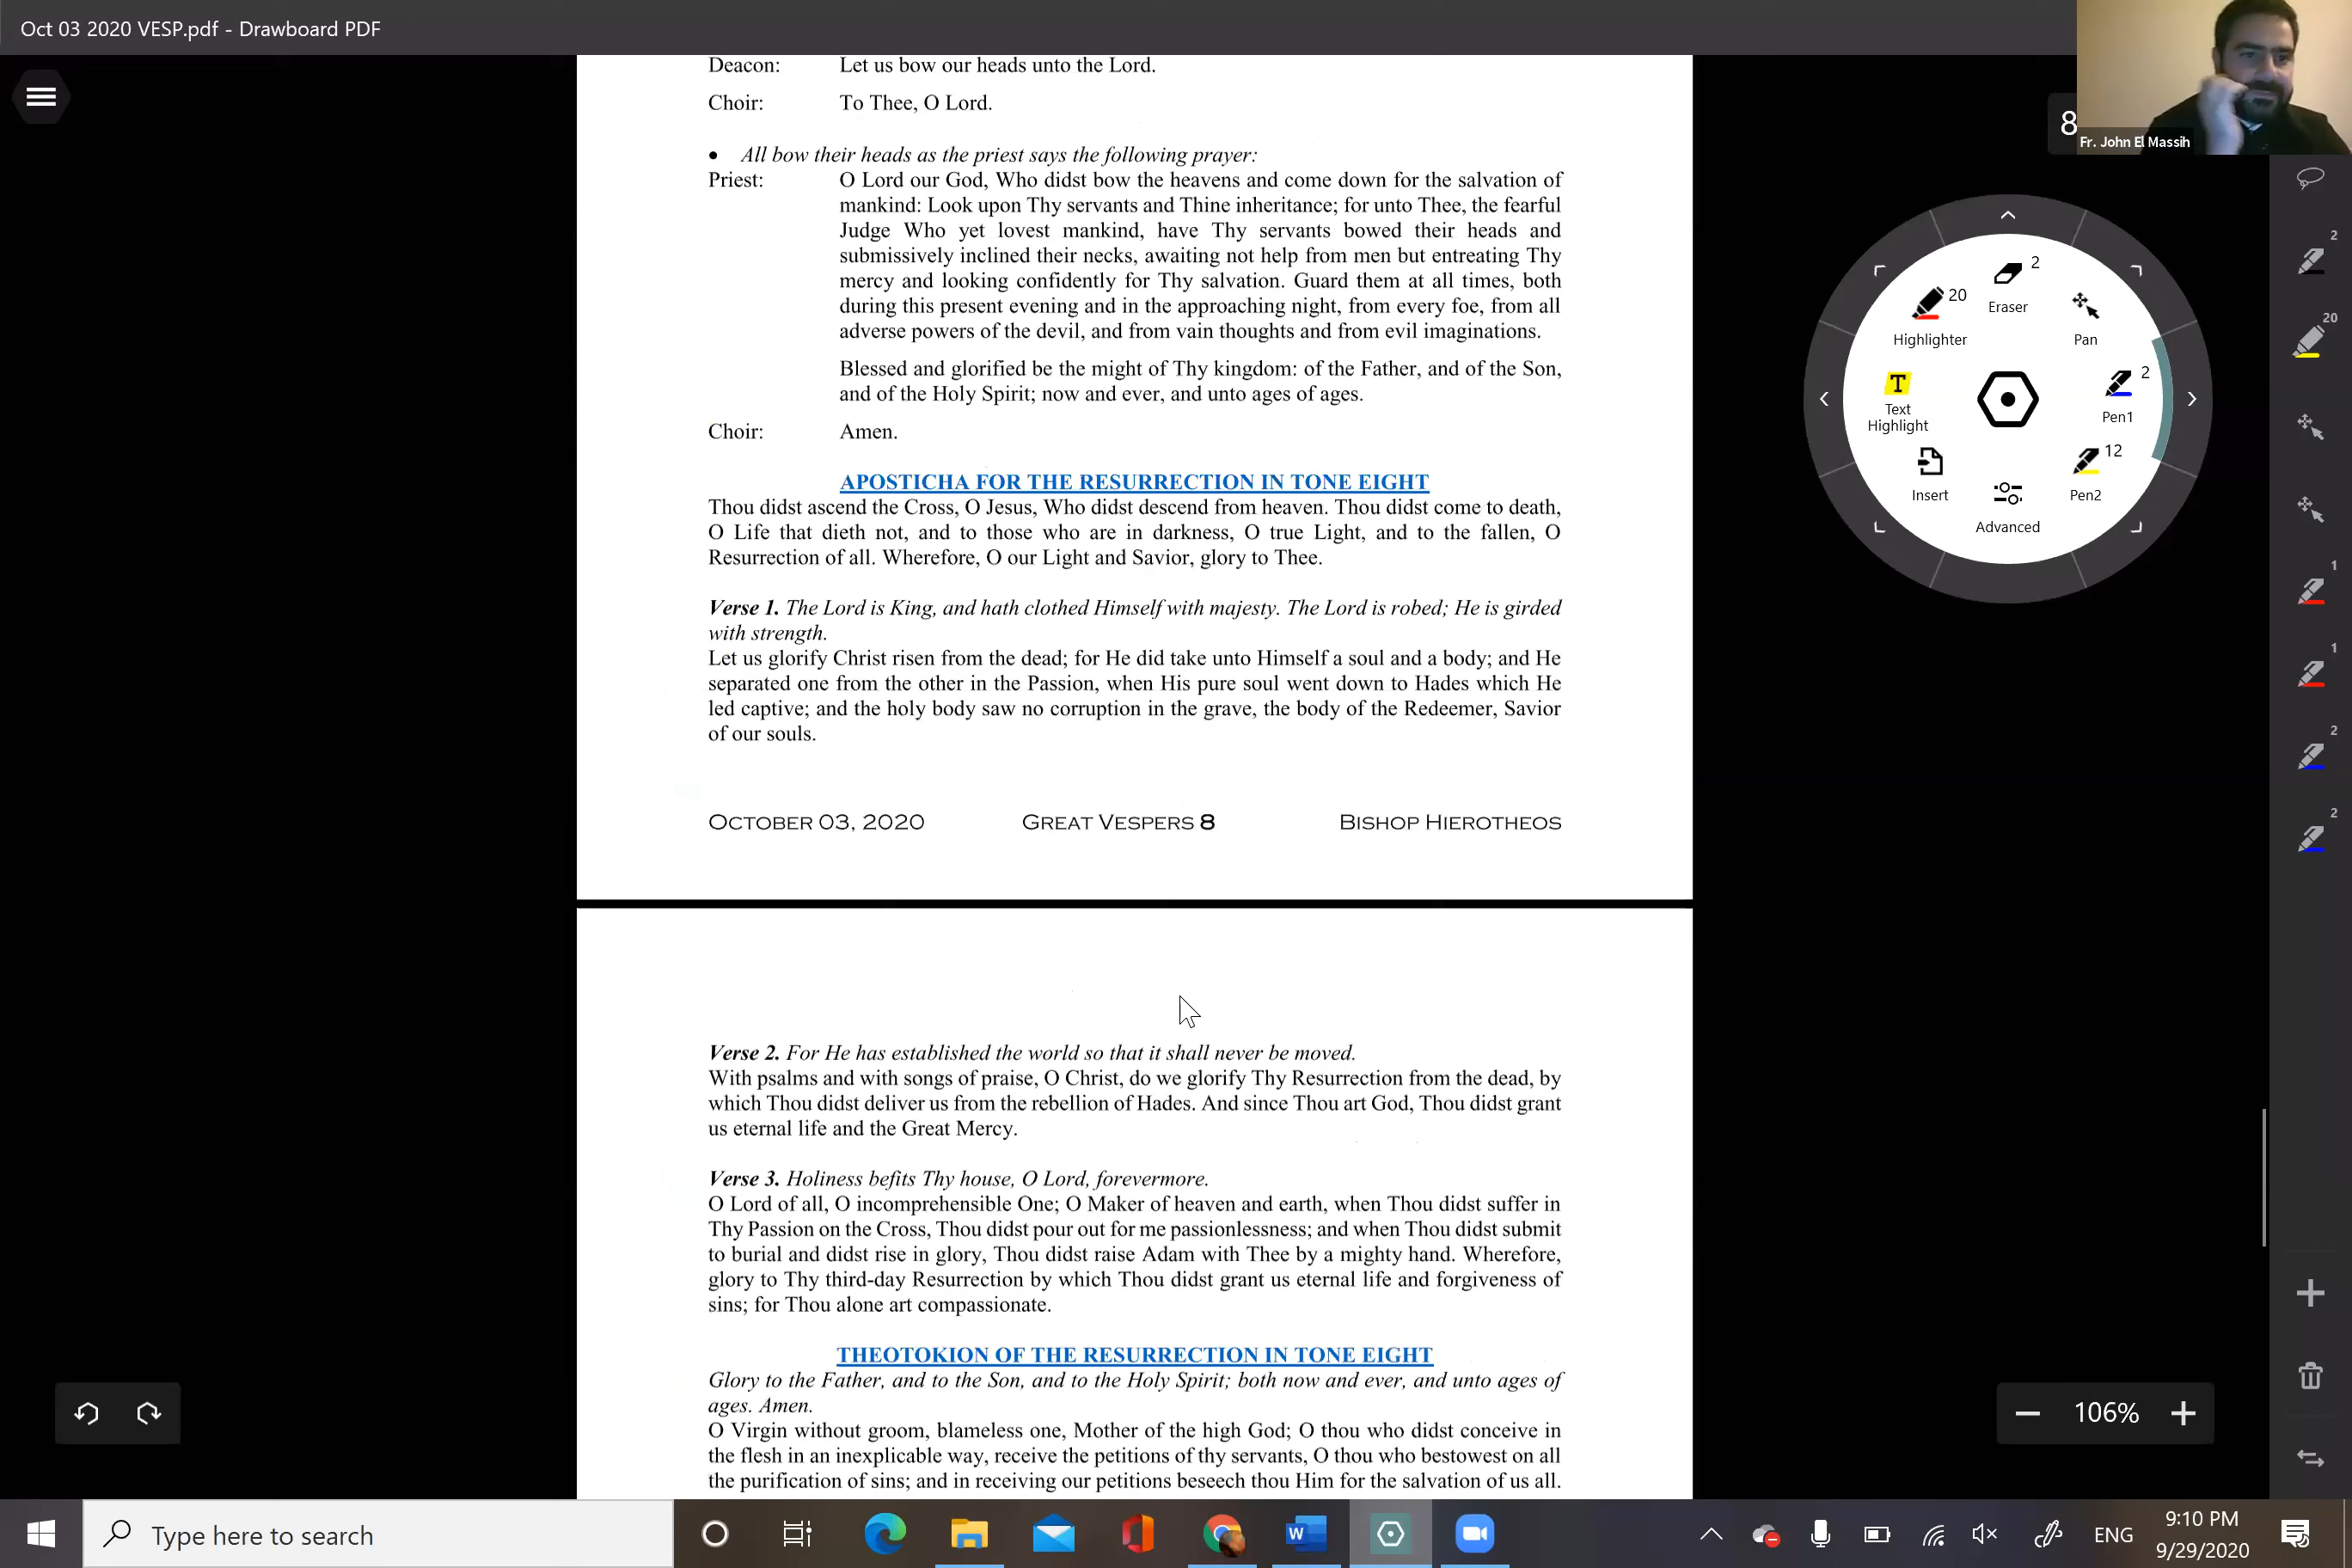 Oct 03 2020 VESP.pdf - Drawboard PDF
Fr. John El Massih
8
Deacon: Let us bow our heads unto the Lord.
Choir: To Thee, O Lord.
• All bow their heads as the priest says the following prayer:
Priest: O Lord our God, Who didst bow the heavens and come down for the salvation of
mankind: Look upon Thy servants and Thine inheritance; for unto Thee, the fearful
Judge Who yet lovest mankind, have Thy servants bowed their heads and
submissively inclined their necks, awaiting not help from men but entreating Thy
mercy and looking confidently for Thy salvation. Guard them at all times, both
during this present evening and in the approaching night, from every foe, from all
adverse powers of the devil, and from vain thoughts and from evil imaginations.
Blessed and glorified be the might of Thy kingdom: of the Father, and of the Son,
and of the Holy Spirit; now and ever, and unto ages of ages.
Choir: Amen.
APOSTICHA FOR THE RESURRECTION IN TONE EIGHT
Thou didst ascend the Cross, O Jesus, Who didst descend from heaven. Thou didst come to death,
O Life that dieth not, and to those who are in darkness, O true Light, and to the fallen, O
Resurrection of all. Wherefore, O our Light and Savior, glory to Thee.
Verse 1. The Lord is King, and hath clothed Himself with majesty. The Lord is robed; He is girded
with strength.
Let us glorify Christ risen from the dead; for He did take unto Himself a soul and a body; and He
separated one from the other in the Passion, when His pure soul went down to Hades which He
led captive; and the holy body saw no corruption in the grave, the body of the Redeemer, Savior
of our souls.
OCTOBER 03, 2020 GREAT VESPERS 8 BISHOP HIEROTHEOS
Verse 2. For He has established the world so that it shall never be moved.
With psalms and with songs of praise, O Christ, do we glorify Thy Resurrection from the dead, by
which Thou didst deliver us from the rebellion of Hades. And since Thou art God, Thou didst grant
us eternal life and the Great Mercy.
Verse 3. Holiness befits Thy house, O Lord, forevermore.
O Lord of all, O incomprehensible One; O Maker of heaven and earth, when Thou didst suffer in
Thy Passion on the Cross, Thou didst pour out for me passionlessness; and when Thou didst submit
to burial and didst rise in glory, Thou didst raise Adam with Thee by a mighty hand. Wherefore,
glory to Thy third-day Resurrection by which Thou didst grant us eternal life and forgiveness of
sins; for Thou alone art compassionate.
THEOTOKION OF THE RESURRECTION IN TONE EIGHT
Glory to the Father, and to the Son, and to the Holy Spirit; both now and ever, and unto ages of
ages. Amen.
O Virgin without groom, blameless one, Mother of the high God; O thou who didst conceive in
the flesh in an inexplicable way, receive the petitions of thy servants, O thou who bestowest on all
the purification of sins; and in receiving our petitions beseech thou Him for the salvation of us all.
2
Eraser
20
Highlighter
Pan
T
Text
Highlight
2
Pen1
Insert
12
Pen2
Advanced
2
20
1
1
2
2
106%
Type here to search
W
ENG
9:10 PM
9/29/2020